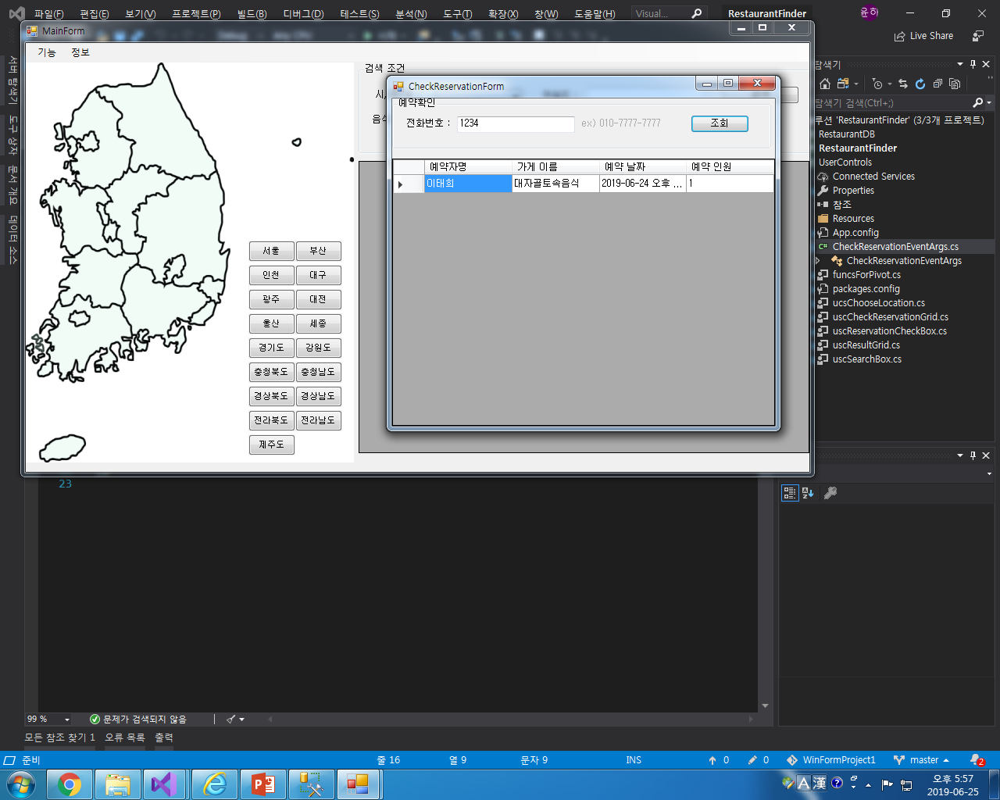 파일(F) 편집(E) 보기(V) 프로젝트(P) 빌드(B) 디버그(D) 테스트(S) 분석(N) 도구(T) 확장(X) 창(W) 도움말(H) Visual... RestaurantFinder 윤하
MainForm
Live Share
기능 정보
서버 탐색기
도구 상자
문서 개요
데이터 소스
검색 조건
CheckReservationForm
예약확인
전화번호 : 1234 ex) 010-7777-7777 조회
예약자명 가게 이름 예약 날짜 예약 인원
이태희 대자골토속음식 2019-06-24 오후 ... 1
서울 부산
인천 대구
광주 대전
울산 세종
경기도 강원도
충청북도 충청남도
경상북도 경상남도
전라북도 전라남도
제주도
탐색기
탐색기 검색(Ctrl+;)
루션 'RestaurantFinder' (3/3개 프로젝트)
RestaurantDB
RestaurantFinder
UserControls
Connected Services
Properties
참조
Resources
App.config
CheckReservationEventArgs.cs
CheckReservationEventArgs
funcsForPivot.cs
packages.config
ucsChooseLocation.cs
uscCheckReservationGrid.cs
uscReservationCheckBox.cs
uscResultGrid.cs
uscSearchBox.cs
23
99 % 문제가 검색되지 않음
모든 참조 찾기 1 오류 목록 출력
준비 줄 16 열 9 문자 9 INS 0 0 WinFormProject1 master 2
A 漢
오후 5:57
2019-06-25